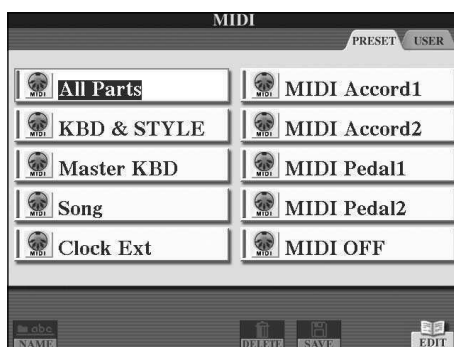 MIDI
PRESET USER
All Parts
KBD & STYLE
Master KBD
Song
Clock Ext
MIDI Accord1
MIDI Accord2
MIDI Pedal1
MIDI Pedal2
MIDI OFF
abc
NAME DELETE SAVE EDIT